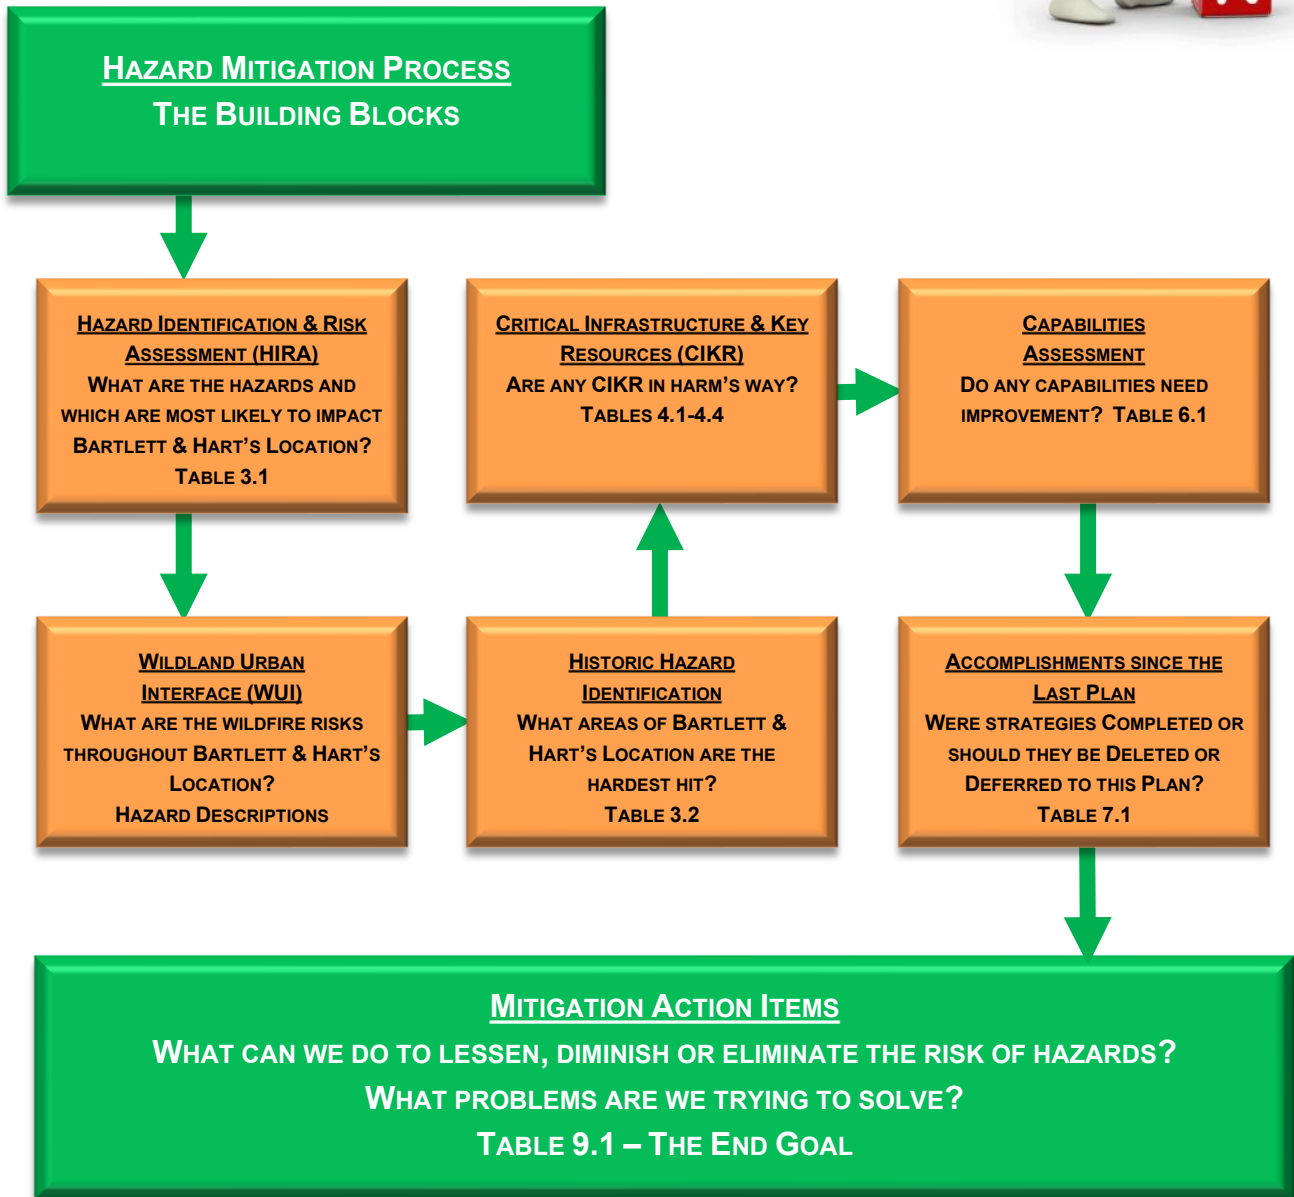 HAZARD MITIGATION PROCESS
THE BUILDING BLOCKS
HAZARD IDENTIFICATION & RISK
ASSESSMENT (HIRA)
WHAT ARE THE HAZARDS AND
WHICH ARE MOST LIKELY TO IMPACT
BARTLETT & HART'S LOCATION?
TABLE 3.1
WILDLAND URBAN
INTERFACE (WUI)
WHAT ARE THE WILDFIRE RISKS
THROUGHOUT BARTLETT & HART'S
LOCATION?
HAZARD DESCRIPTIONS
HISTORIC HAZARD
IDENTIFICATION
WHAT AREAS OF BARTLETT &
HART'S LOCATION ARE THE
HARDEST HIT?
TABLE 3.2
CRITICAL INFRASTRUCTURE & KEY
RESOURCES (CIKR)
ARE ANY CIKR IN HARM'S WAY?
TABLES 4.1-4.4
CAPABILITIES
ASSESSMENT
DO ANY CAPABILITIES NEED
IMPROVEMENT? TABLE 6.1
ACCOMPLISHMENTS SINCE THE
LAST PLAN
WERE STRATEGIES COMPLETED OR
SHOULD THEY BE DELETED OR
DEFERRED TO THIS PLAN?
TABLE 7.1
MITIGATION ACTION ITEMS
WHAT CAN WE DO TO LESSEN, DIMINISH OR ELIMINATE THE RISK OF HAZARDS?
WHAT PROBLEMS ARE WE TRYING TO SOLVE?
TABLE 9.1 – THE END GOAL